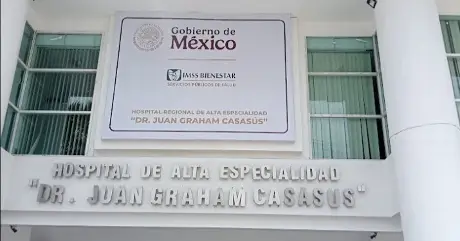 Gobierno de
México
IMSS BIENESTAR
SERVICIOS PÚBLICOS DE SALUD
HOSPITAL REGIONAL DE ALTA ESPECIALIDAD
"DR. JUAN GRAHAM CASASÚS"
HOSPITAL DE ALTA ESPECIALIDAD
"DR. JUAN GRAHAM CASASUS"